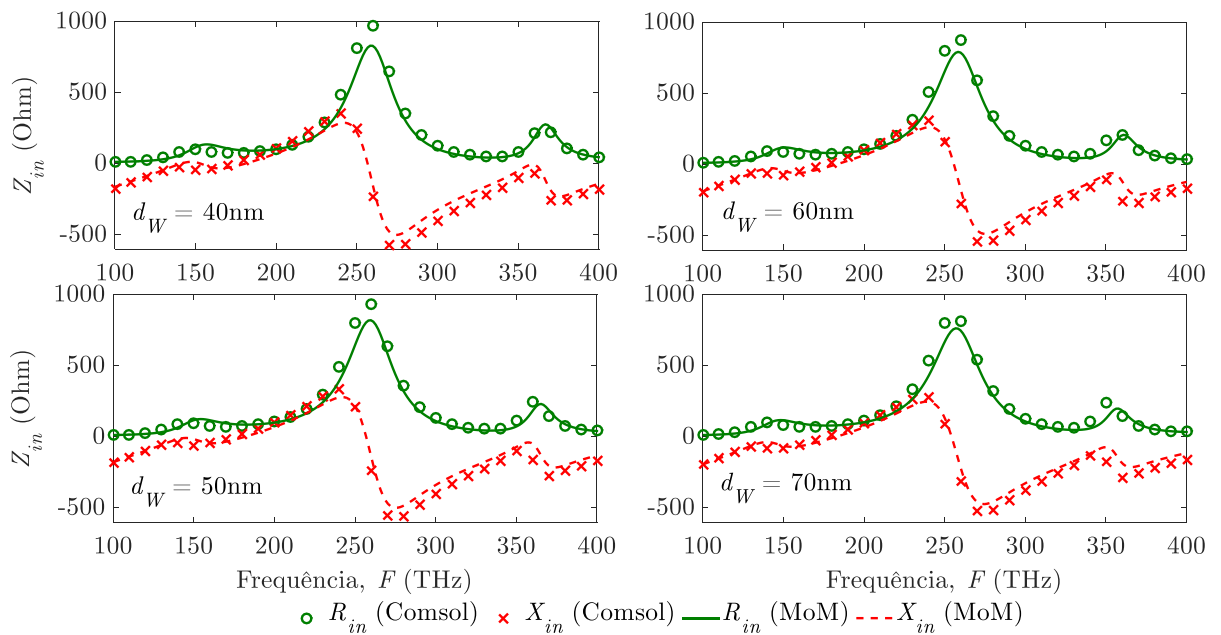 1000
500
0
-500
Z_in (Ohm)
d_W = 40nm
100 150 200 250 300 350 400
1000
500
0
-500
d_W = 60nm
100 150 200 250 300 350 400
1000
500
0
-500
Z_in (Ohm)
d_W = 50nm
100 150 200 250 300 350 400
Frequência, F (THz)
1000
500
0
-500
d_W = 70nm
100 150 200 250 300 350 400
Frequência, F (THz)
R_in (Comsol) X_in (Comsol) R_in (MoM) X_in (MoM)